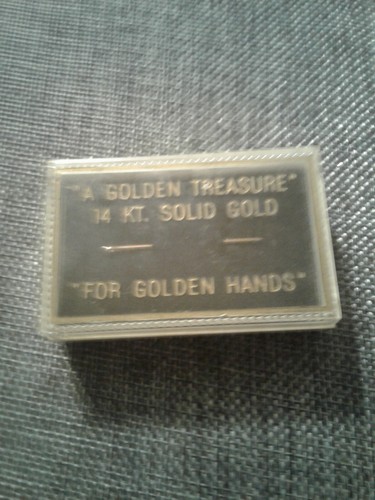 "A GOLDEN TREASURE"
14 KT. SOLID GOLD
"FOR GOLDEN HANDS"